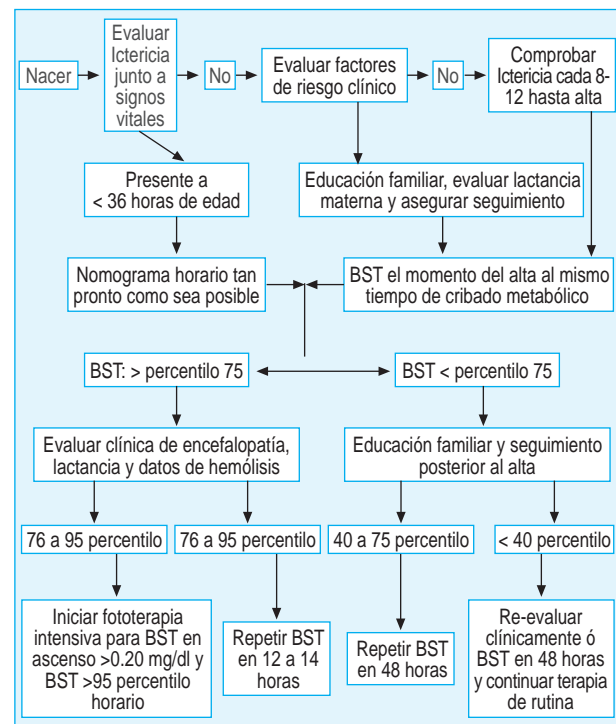 Nacer
Evaluar
Ictericia
junto a
signos
vitales
No
Evaluar factores
de riesgo clínico
No
Comprobar
Ictericia cada 8-
12 hasta alta
Presente a
< 36 horas de edad
Educación familiar, evaluar lactancia
materna y asegurar seguimiento
Nomograma horario tan
pronto como sea posible
BST el momento del alta al mismo
tiempo de cribado metabólico
BST: > percentilo 75
BST < percentilo 75
Evaluar clínica de encefalopatía,
lactancia y datos de hemólisis
Educación familiar y seguimiento
posterior al alta
76 a 95 percentilo
76 a 95 percentilo
40 a 75 percentilo
< 40 percentilo
Iniciar fototerapia
intensiva para BST en
ascenso >0.20 mg/dl y
BST >95 percentilo
horario
Repetir BST
en 12 a 14
horas
Repetir BST
en 48 horas
Re-evaluar
clínicamente ó
BST en 48 horas
y continuar terapia
de rutina